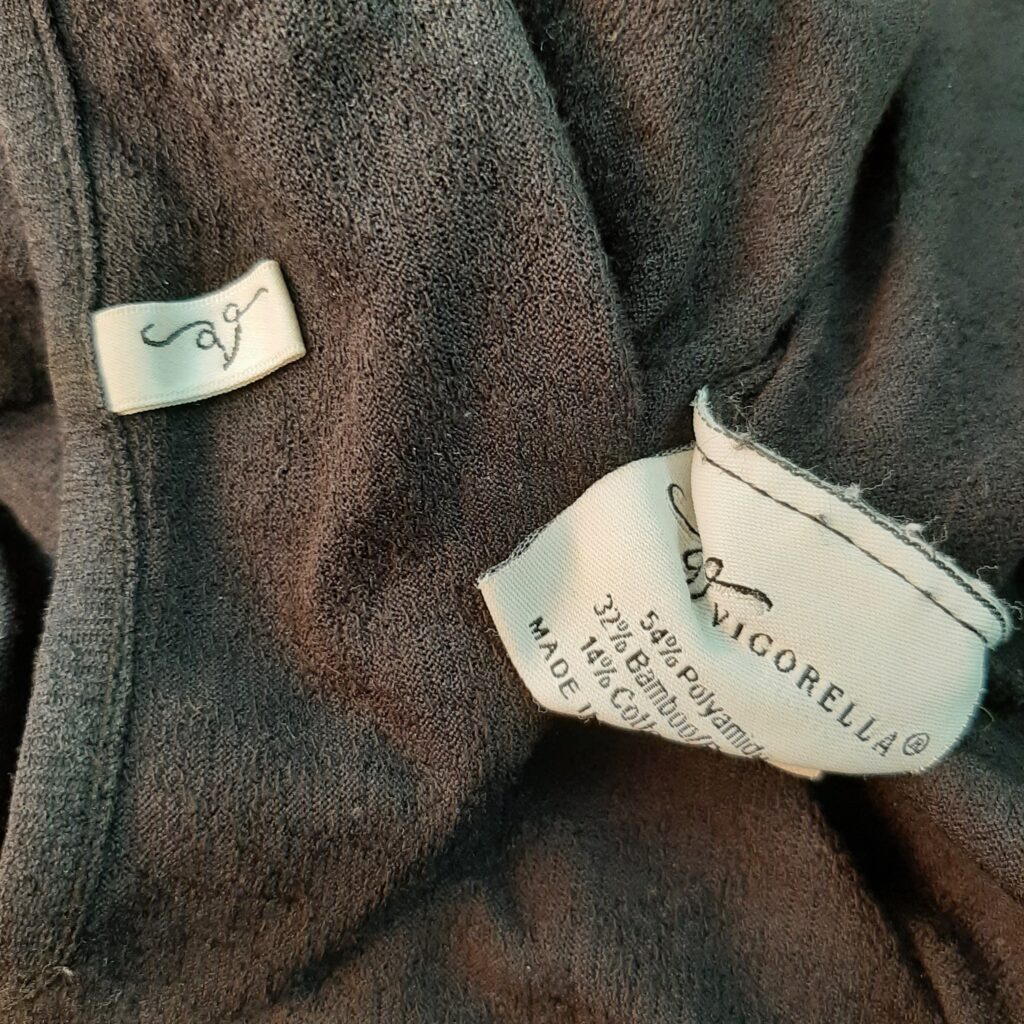 VIGORELLA®
54% Polyamid
32% Bamboo/
14% Cott
MADE